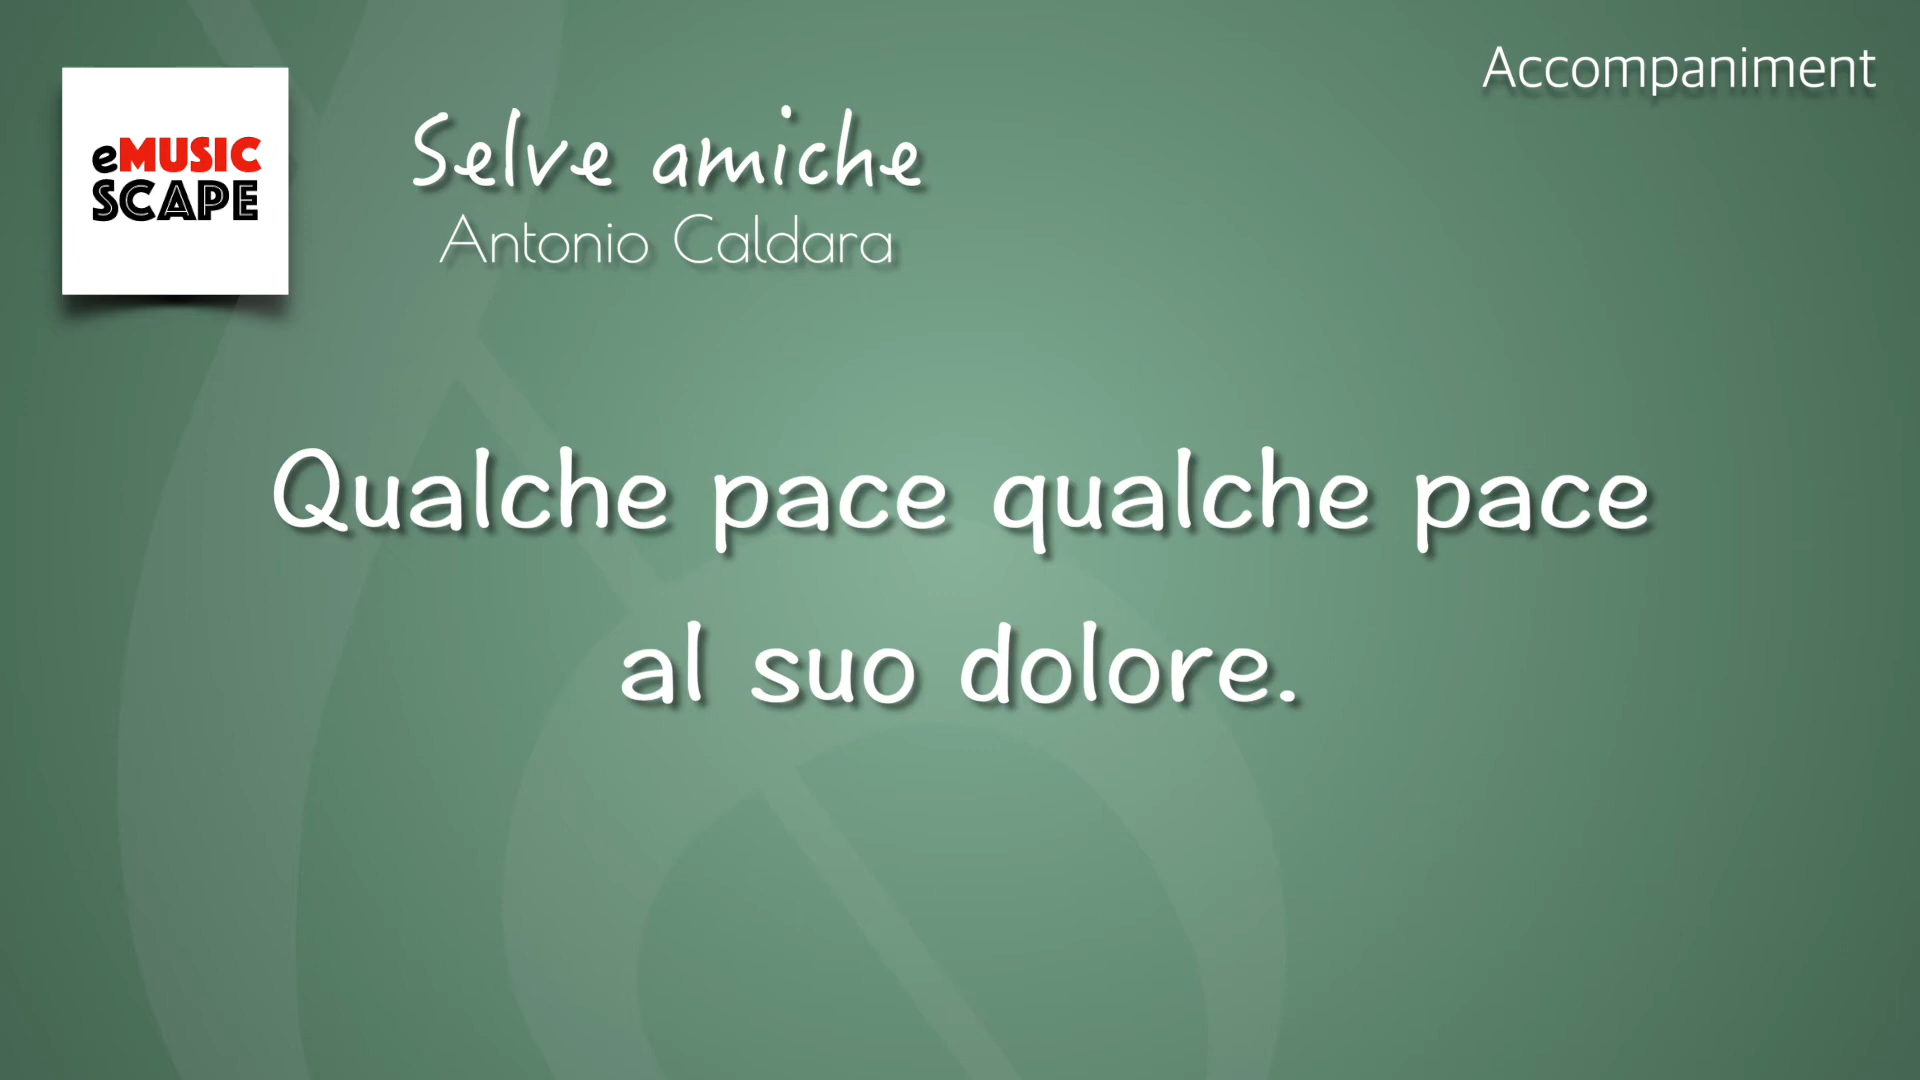 Accompaniment
eMUSIC
SCAPE
Selve amiche
Antonio Caldara
Qualche pace qualche pace
al suo dolore.